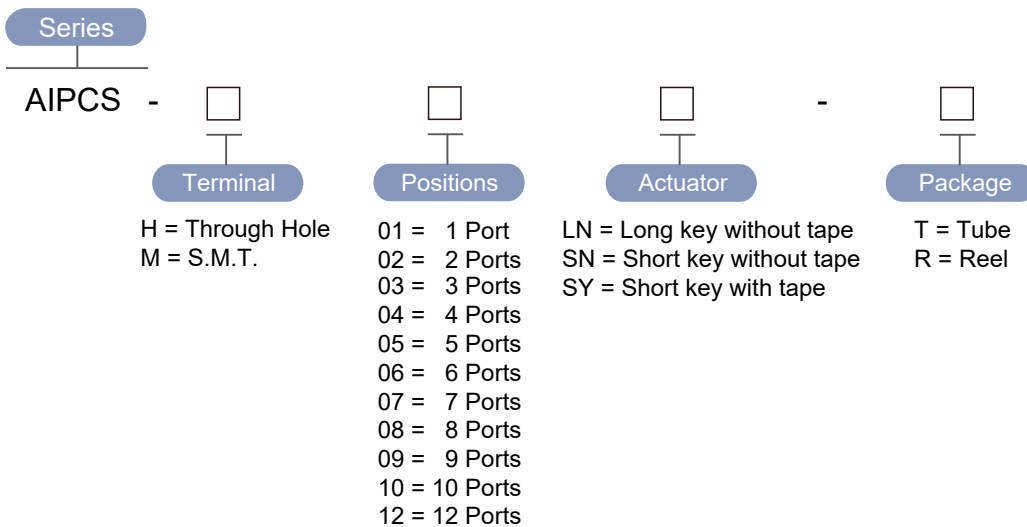 Series
AIPCS - □ □ □ - □
Terminal Positions Actuator Package
H = Through Hole
M = S.M.T.
01 = 1 Port
02 = 2 Ports
03 = 3 Ports
04 = 4 Ports
05 = 5 Ports
06 = 6 Ports
07 = 7 Ports
08 = 8 Ports
09 = 9 Ports
10 = 10 Ports
12 = 12 Ports
LN = Long key without tape
SN = Short key without tape
SY = Short key with tape
T = Tube
R = Reel